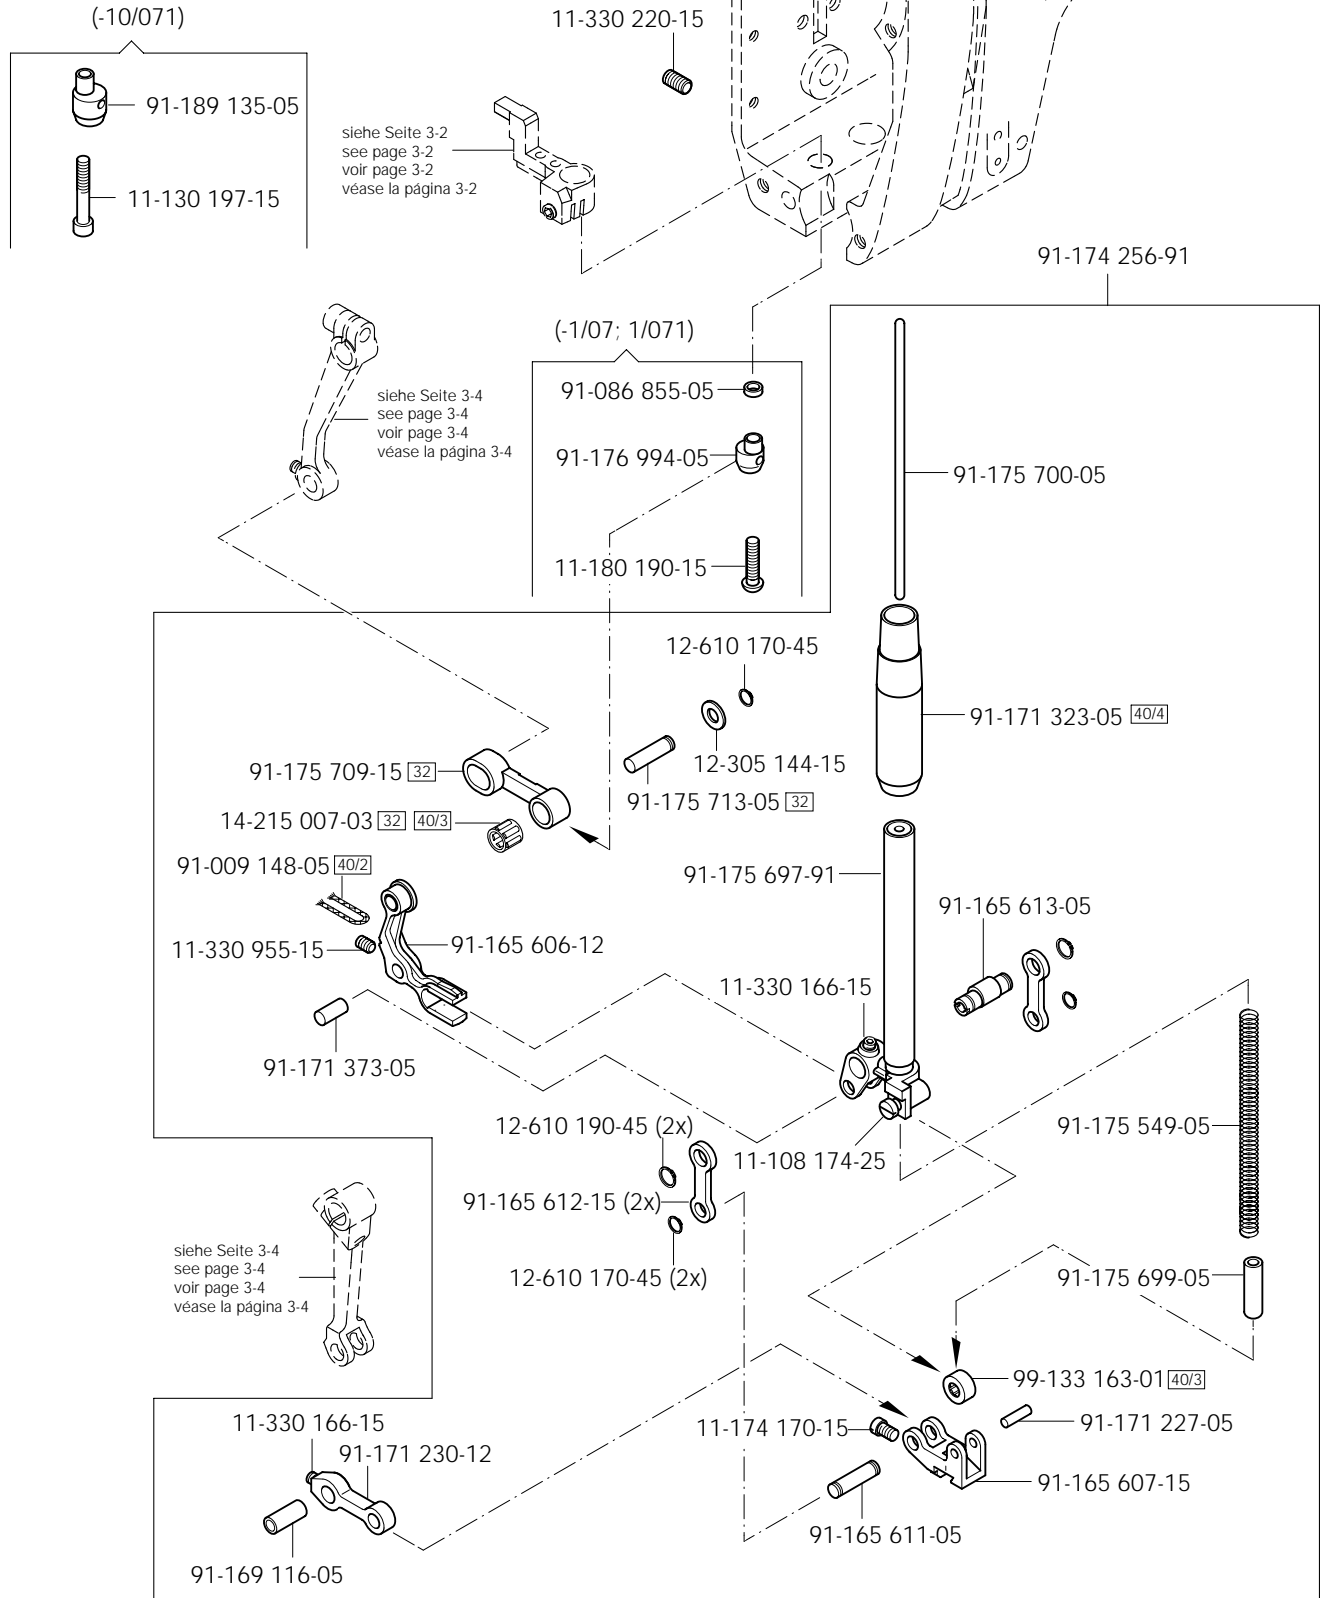 (-10/071)
11-330 220-15
91-189 135-05
11-130 197-15
siehe Seite 3-2
see page 3-2
voir page 3-2
véase la página 3-2
91-174 256-91
(-1/07; 1/071)
91-086 855-05
91-176 994-05
11-180 190-15
siehe Seite 3-4
see page 3-4
voir page 3-4
véase la página 3-4
91-175 700-05
12-610 170-45
91-171 323-05 40/4
12-305 144-15
91-175 709-15 32
91-175 713-05 32
14-215 007-03 32 40/3
91-009 148-05 40/2
91-175 697-91
91-165 613-05
11-330 955-15
91-165 606-12
11-330 166-15
91-171 373-05
12-610 190-45 (2x)
91-175 549-05
11-108 174-25
91-165 612-15 (2x)
siehe Seite 3-4
see page 3-4
voir page 3-4
véase la página 3-4
12-610 170-45 (2x)
91-175 699-05
99-133 163-01 40/3
11-330 166-15
91-171 230-12
11-174 170-15
91-171 227-05
91-165 607-15
91-165 611-05
91-169 116-05